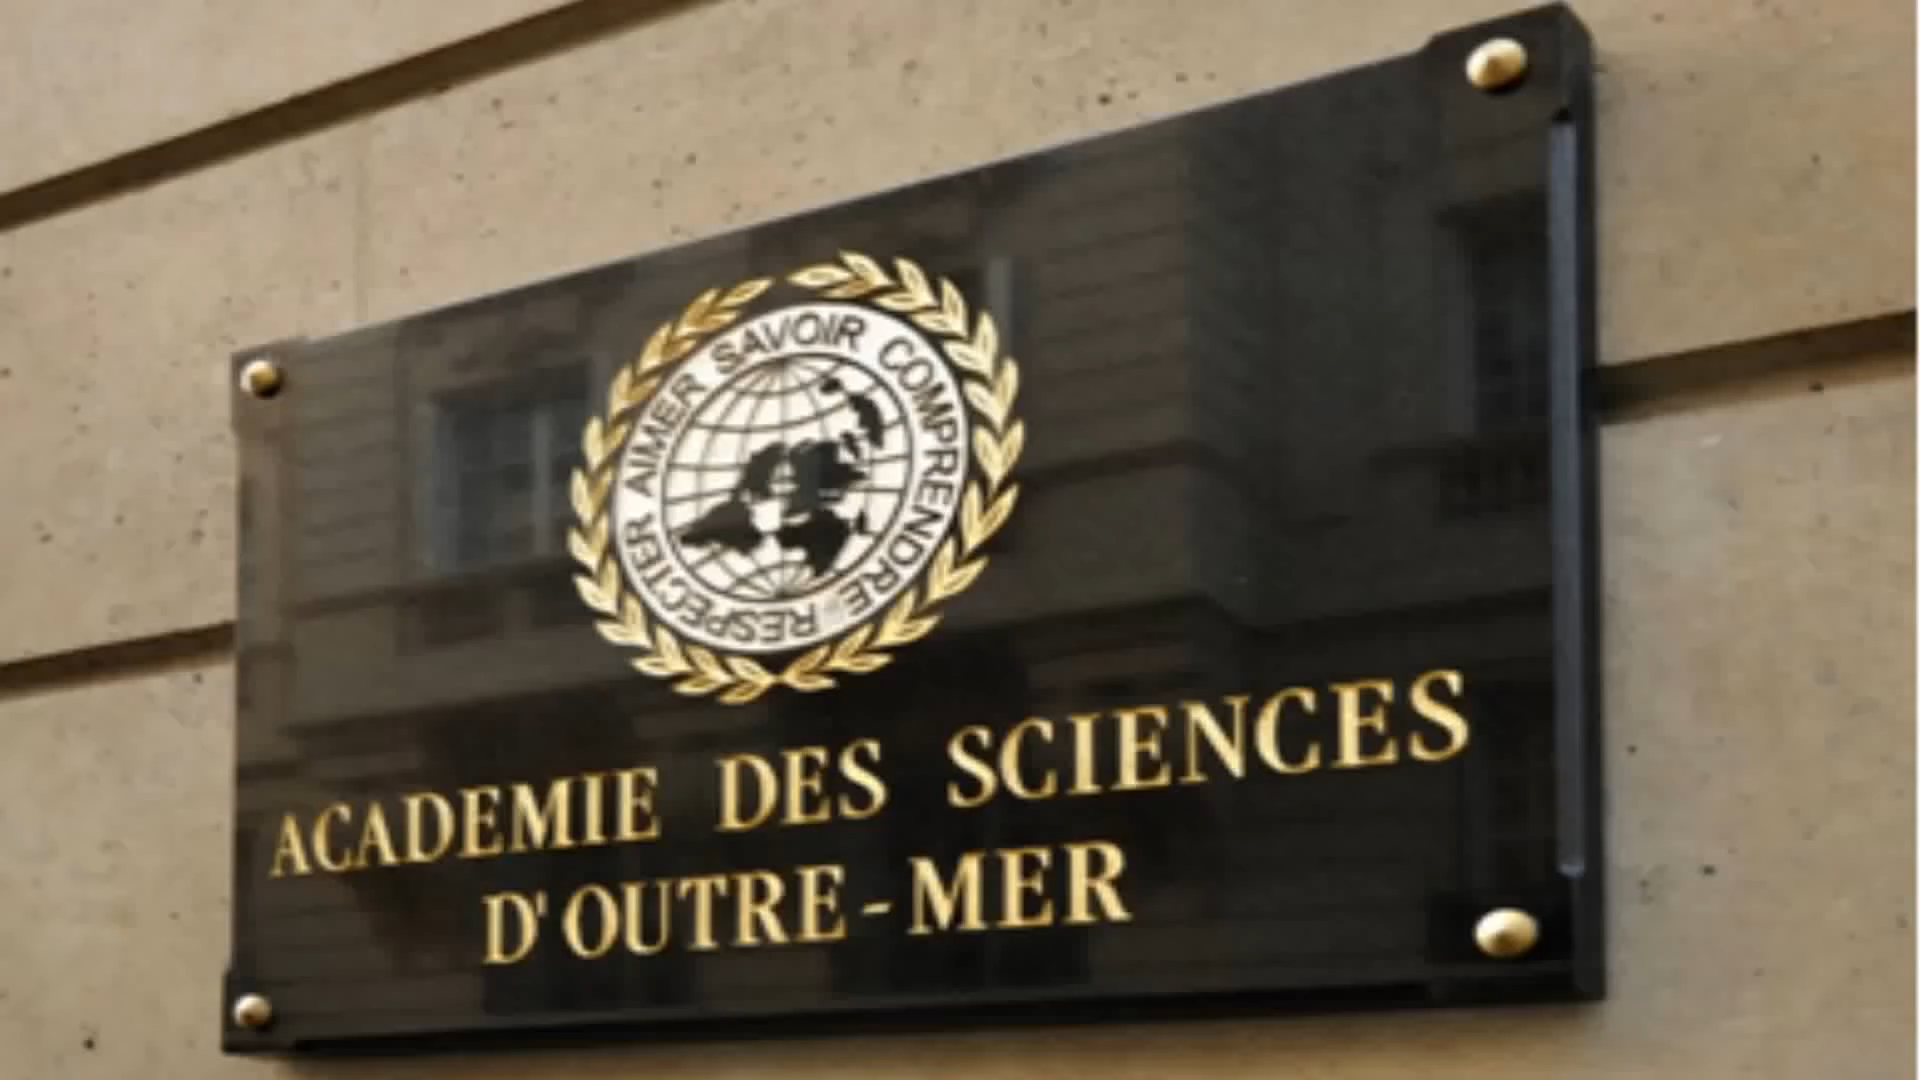 SAVOIR COMPRENDRE RESPECTER AIMER
ACADEMIE DES SCIENCES
D'OUTRE-MER